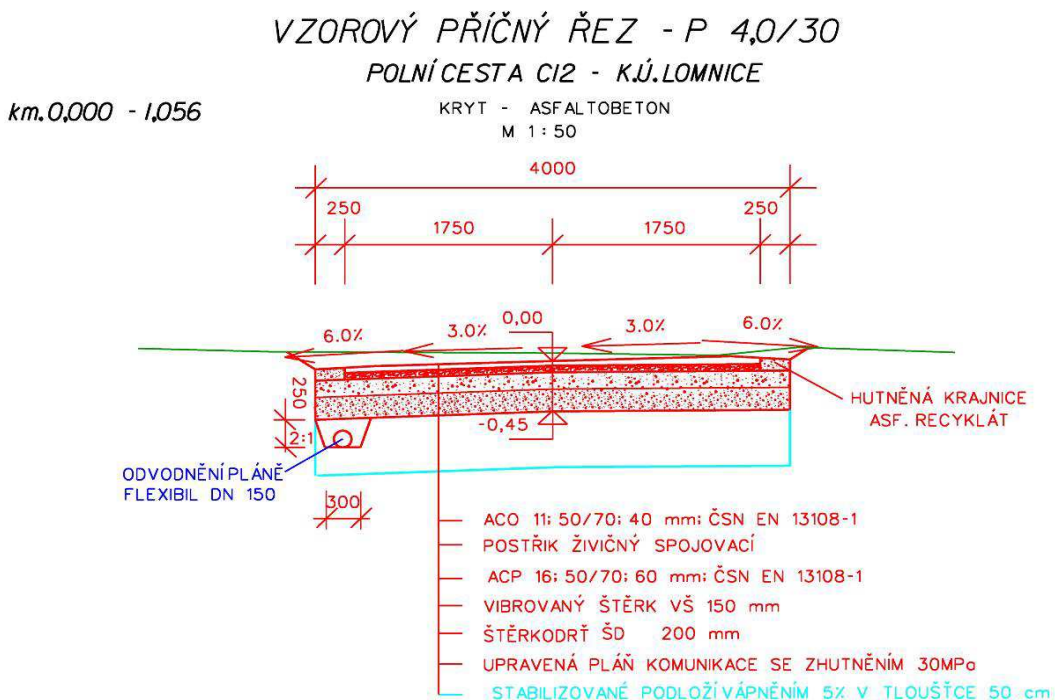 VZOROVÝ PŘÍČNÝ ŘEZ - P 4,0/30
POLNÍ CESTA C12 - K.Ú. LOMNICE
km. 0,000 - 1,056
KRYT - ASFALTOBETON
M 1 : 50
4000
250
1750
1750
250
6.0%
3.0%
0,00
3.0%
6.0%
250
2:1
-0,45
HUTNĚNÁ KRAJNICE
ASF. RECYKLÁT
ODVODNĚNÍ PLÁNĚ
FLEXIBIL DN 150
300
ACO 11; 50/70; 40 mm; ČSN EN 13108-1
POSTŘIK ŽIVIČNÝ SPOJOVACÍ
ACP 16; 50/70; 60 mm; ČSN EN 13108-1
VIBROVANÝ ŠTĚRK VŠ 150 mm
ŠTĚRKODRŤ ŠD 200 mm
UPRAVENÁ PLÁŇ KOMUNIKACE SE ZHUTNĚNÍM 30MPa
STABILIZOVANÉ PODLOŽÍ VÁPNĚNÍM 5% V TLOUŠŤCE 50 cm